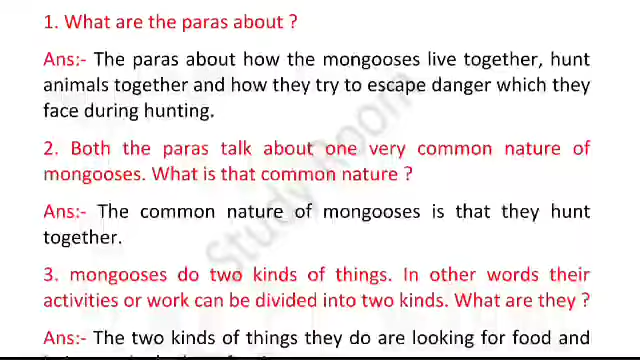 1. What are the paras about ?
Ans:- The paras about how the mongooses live together, hunt
animals together and how they try to escape danger which they
face during hunting.
2. Both the paras talk about one very common nature of
mongooses. What is that common nature ?
Ans:- The common nature of mongooses is that they hunt
together.
3. mongooses do two kinds of things. In other words their
activities or work can be divided into two kinds. What are they ?
Ans:- The two kinds of things they do are looking for food and
Study Room